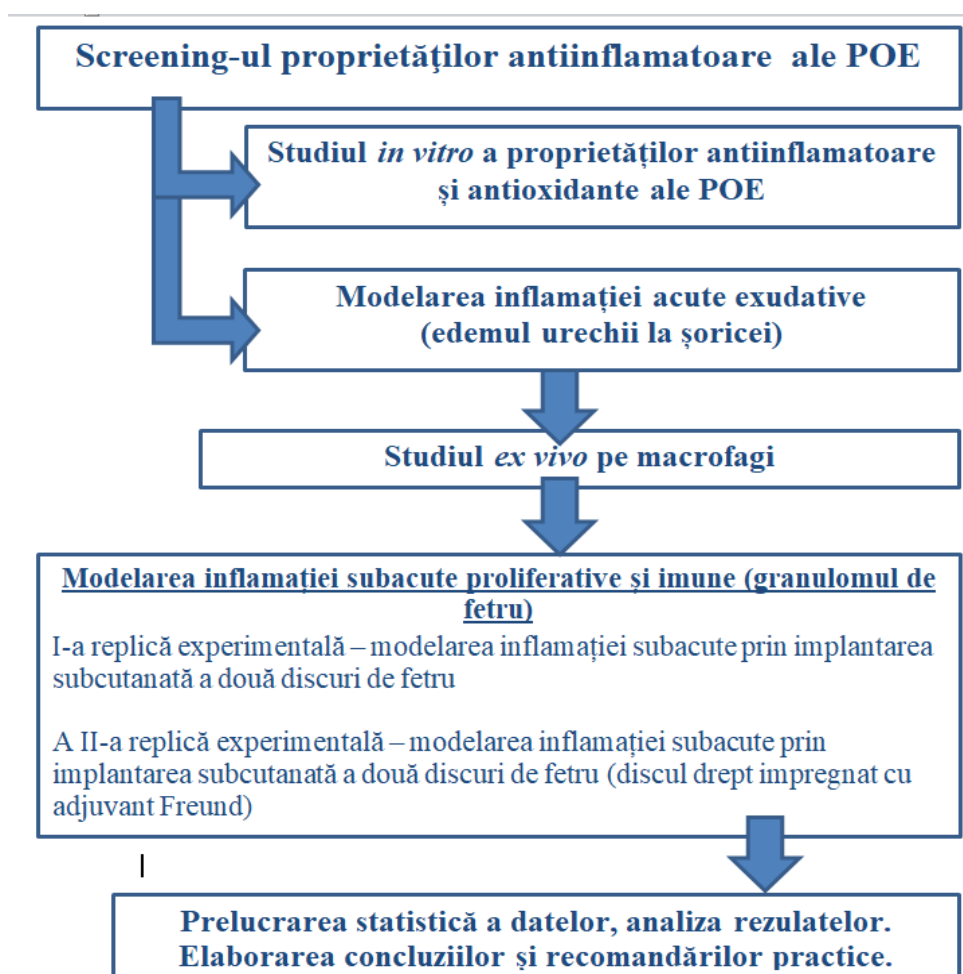 Screening-ul proprietăţilor antiinflamatoare ale POE
Studiul in vitro a proprietăților antiinflamatoare
și antioxidante ale POE
Modelarea inflamației acute exudative
(edemul urechii la șoricei)
Studiul ex vivo pe macrofagi
Modelarea inflamației subacute proliferative și imune (granulomul de
fetru)
I-a replică experimentală – modelarea inflamației subacute prin implantarea
subcutanată a două discuri de fetru
A II-a replică experimentală – modelarea inflamației subacute prin
implantarea subcutanată a două discuri de fetru (discul drept impregnat cu
adjuvant Freund)
Prelucrarea statistică a datelor, analiza rezulatelor.
Elaborarea concluziilor și recomandărilor practice.